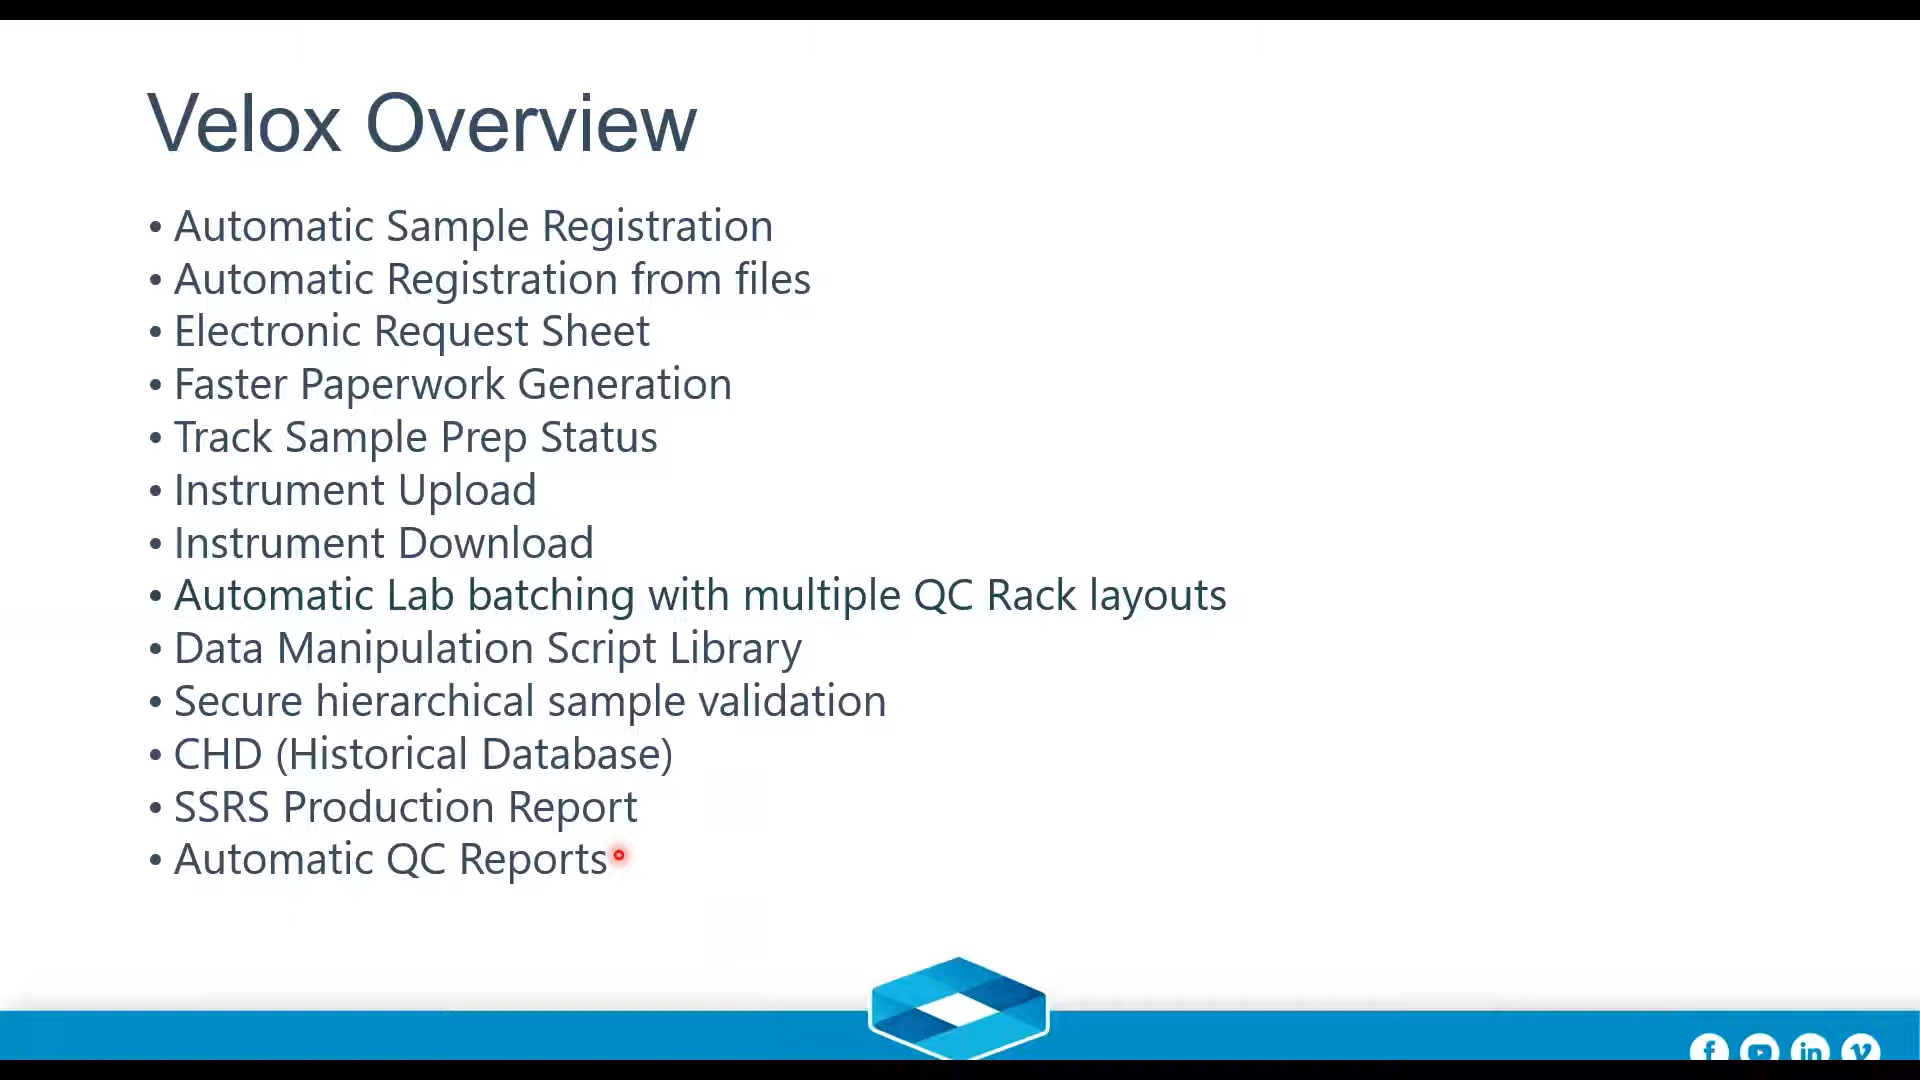 Velox Overview
• Automatic Sample Registration
• Automatic Registration from files
• Electronic Request Sheet
• Faster Paperwork Generation
• Track Sample Prep Status
• Instrument Upload
• Instrument Download
• Automatic Lab batching with multiple QC Rack layouts
• Data Manipulation Script Library
• Secure hierarchical sample validation
• CHD (Historical Database)
• SSRS Production Report
• Automatic QC Reports